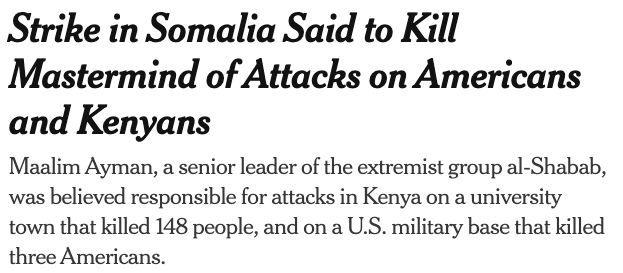 Strike in Somalia Said to Kill
Mastermind of Attacks on Americans
and Kenyans
Maalim Ayman, a senior leader of the extremist group al-Shabab,
was believed responsible for attacks in Kenya on a university
town that killed 148 people, and on a U.S. military base that killed
three Americans.